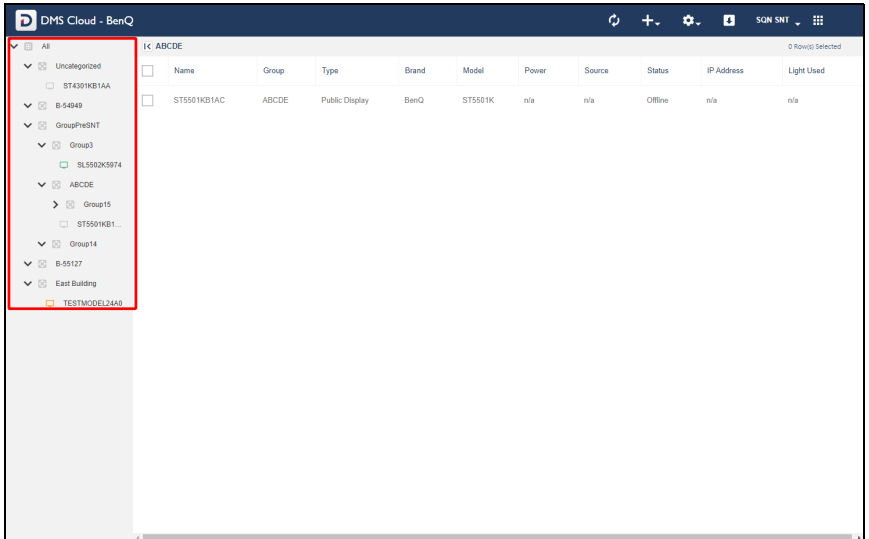 DMS Cloud - BenQ
SQN SNT
All
Uncategorized
ST4301KB1AA
B-54949
GroupPreSNT
Group3
SL5502K5974
ABCDE
Group15
ST5501KB1...
Group14
B-55127
East Building
TESTMODEL24A0
ABCDE
0 Row(s) Selected
Name Group Type Brand Model Power Source Status IP Address Light Used
ST5501KB1AC ABCDE Public Display BenQ ST5501K n/a n/a Offline n/a n/a